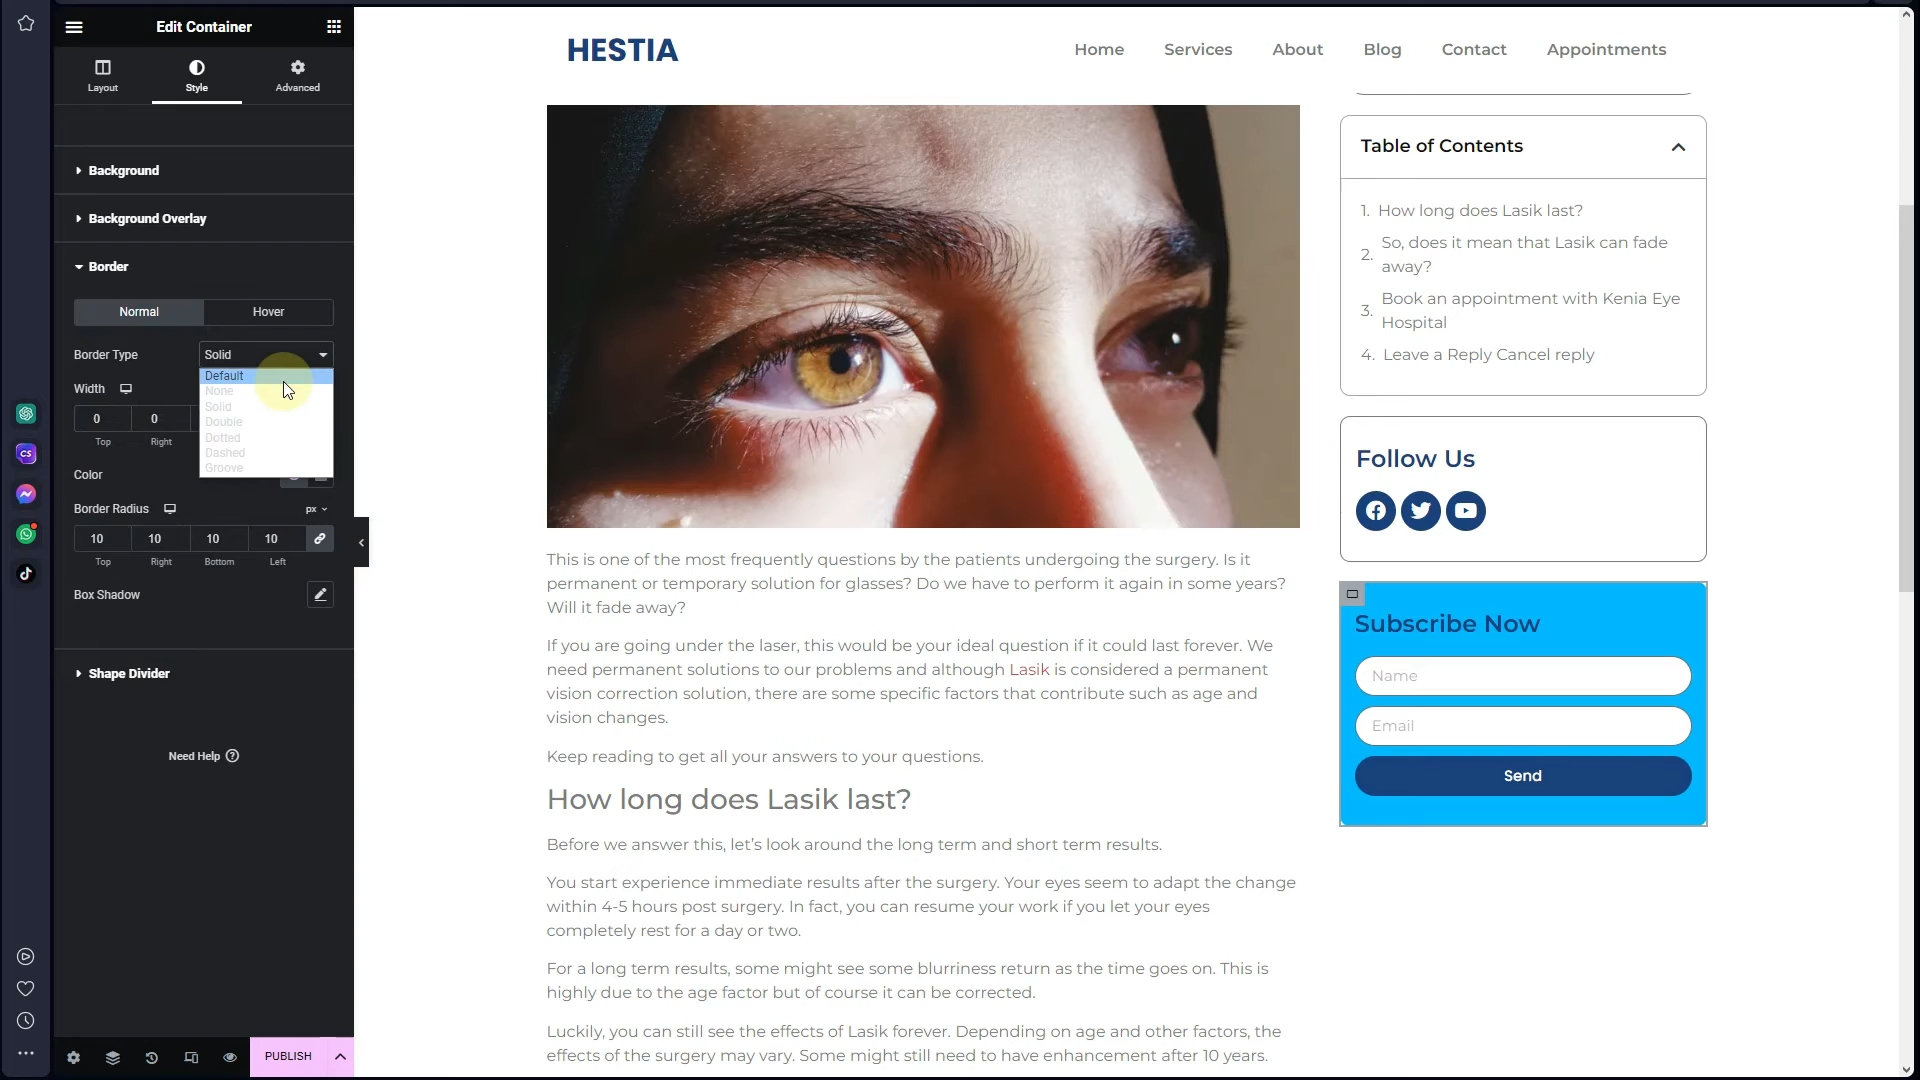 Edit Container
Layout
Style
Advanced
Background
Background Overlay
Border
Normal
Hover
Border Type
Solid
Default
None
Solid
Double
Dotted
Dashed
Groove
Width
0
0
Top
Right
Color
Border Radius
px
10
10
10
10
Top
Right
Bottom
Left
Box Shadow
Shape Divider
Need Help
PUBLISH
HESTIA
Home
Services
About
Blog
Contact
Appointments
This is one of the most frequently questions by the patients undergoing the surgery. Is it
permanent or temporary solution for glasses? Do we have to perform it again in some years?
Will it fade away?
If you are going under the laser, this would be your ideal question if it could last forever. We
need permanent solutions to our problems and although Lasik is considered a permanent
vision correction solution, there are some specific factors that contribute such as age and
vision changes.
Keep reading to get all your answers to your questions.
How long does Lasik last?
Before we answer this, let's look around the long term and short term results.
You start experience immediate results after the surgery. Your eyes seem to adapt the change
within 4-5 hours post surgery. In fact, you can resume your work if you let your eyes
completely rest for a day or two.
For a long term results, some might see some blurriness return as the time goes on. This is
highly due to the age factor but of course it can be corrected.
Luckily, you can still see the effects of Lasik forever. Depending on age and other factors, the
effects of the surgery may vary. Some might still need to have enhancement after 10 years.
Table of Contents
1. How long does Lasik last?
2. So, does it mean that Lasik can fade
away?
3. Book an appointment with Kenia Eye
Hospital
4. Leave a Reply Cancel reply
Follow Us
Subscribe Now
Name
Email
Send
CS